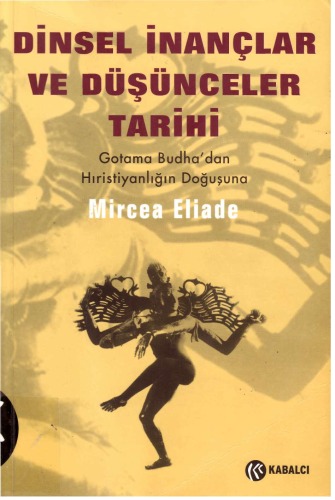 DİNSEL İNANÇLAR
VE DÜŞÜNCELER
TARİHİ
Gotama Budha'dan
Hıristiyanlığın Doğuşuna
Mircea Eliade
KABALCI